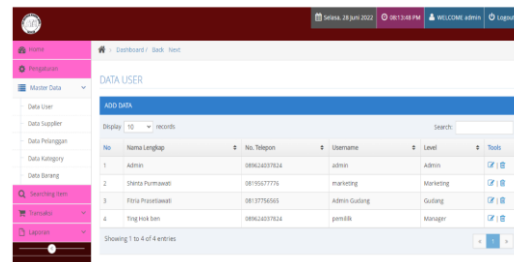 Selasa, 28 Juni 2022 08:13:48 PM WELCOME admin Logout
Home
Pengaturan
Master Data
Data User
Data Supplier
Data Pelanggan
Data Kategory
Data Barang
Searching Item
Transaksi
Laporan
Dashboard / Back Next
DATA USER
ADD DATA
Display 10 records Search:
No Nama Lengkap No. Telepon Username Level Tools
1 Admin 089624037824 admin Admin
2 Shinta Purmawati 08195677776 marketing Marketing
3 Fitria Prasetiawati 08137756565 Admin Gudang Gudang
4 Ting Hok ben 089624037824 pemilik Manager
Showing 1 to 4 of 4 entries
1